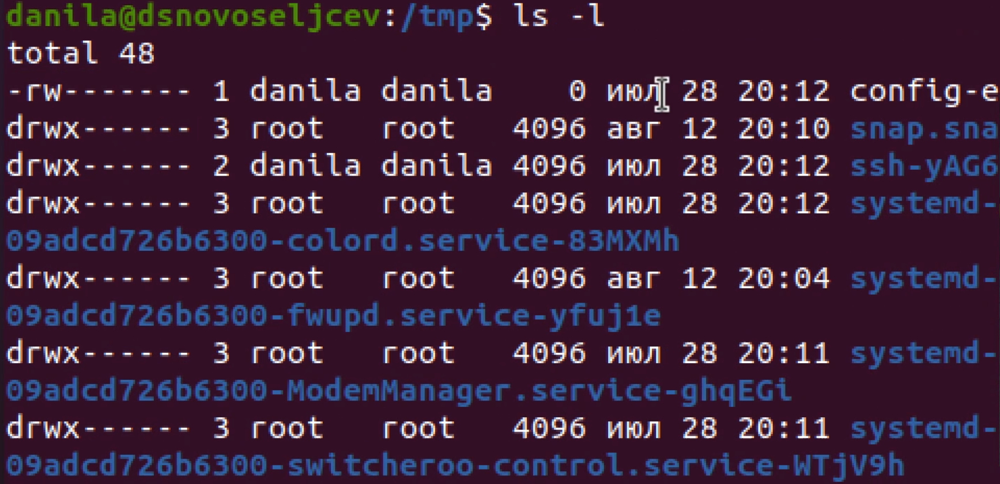 danila@dsnovoseljcev:/tmp$ ls -l
total 48
-rw------- 1 danila danila    0 июл 28 20:12 config-e
drwx------ 3 root   root   4096 авг 12 20:10 snap.sna
drwx------ 2 danila danila 4096 июл 28 20:12 ssh-yAG6
drwx------ 3 root   root   4096 июл 28 20:12 systemd-
09adcd726b6300-colord.service-83MXMh
drwx------ 3 root   root   4096 авг 12 20:04 systemd-
09adcd726b6300-fwupd.service-yfuj1e
drwx------ 3 root   root   4096 июл 28 20:11 systemd-
09adcd726b6300-ModemManager.service-ghqEGi
drwx------ 3 root   root   4096 июл 28 20:11 systemd-
09adcd726b6300-switcheroo-control.service-WTjV9h